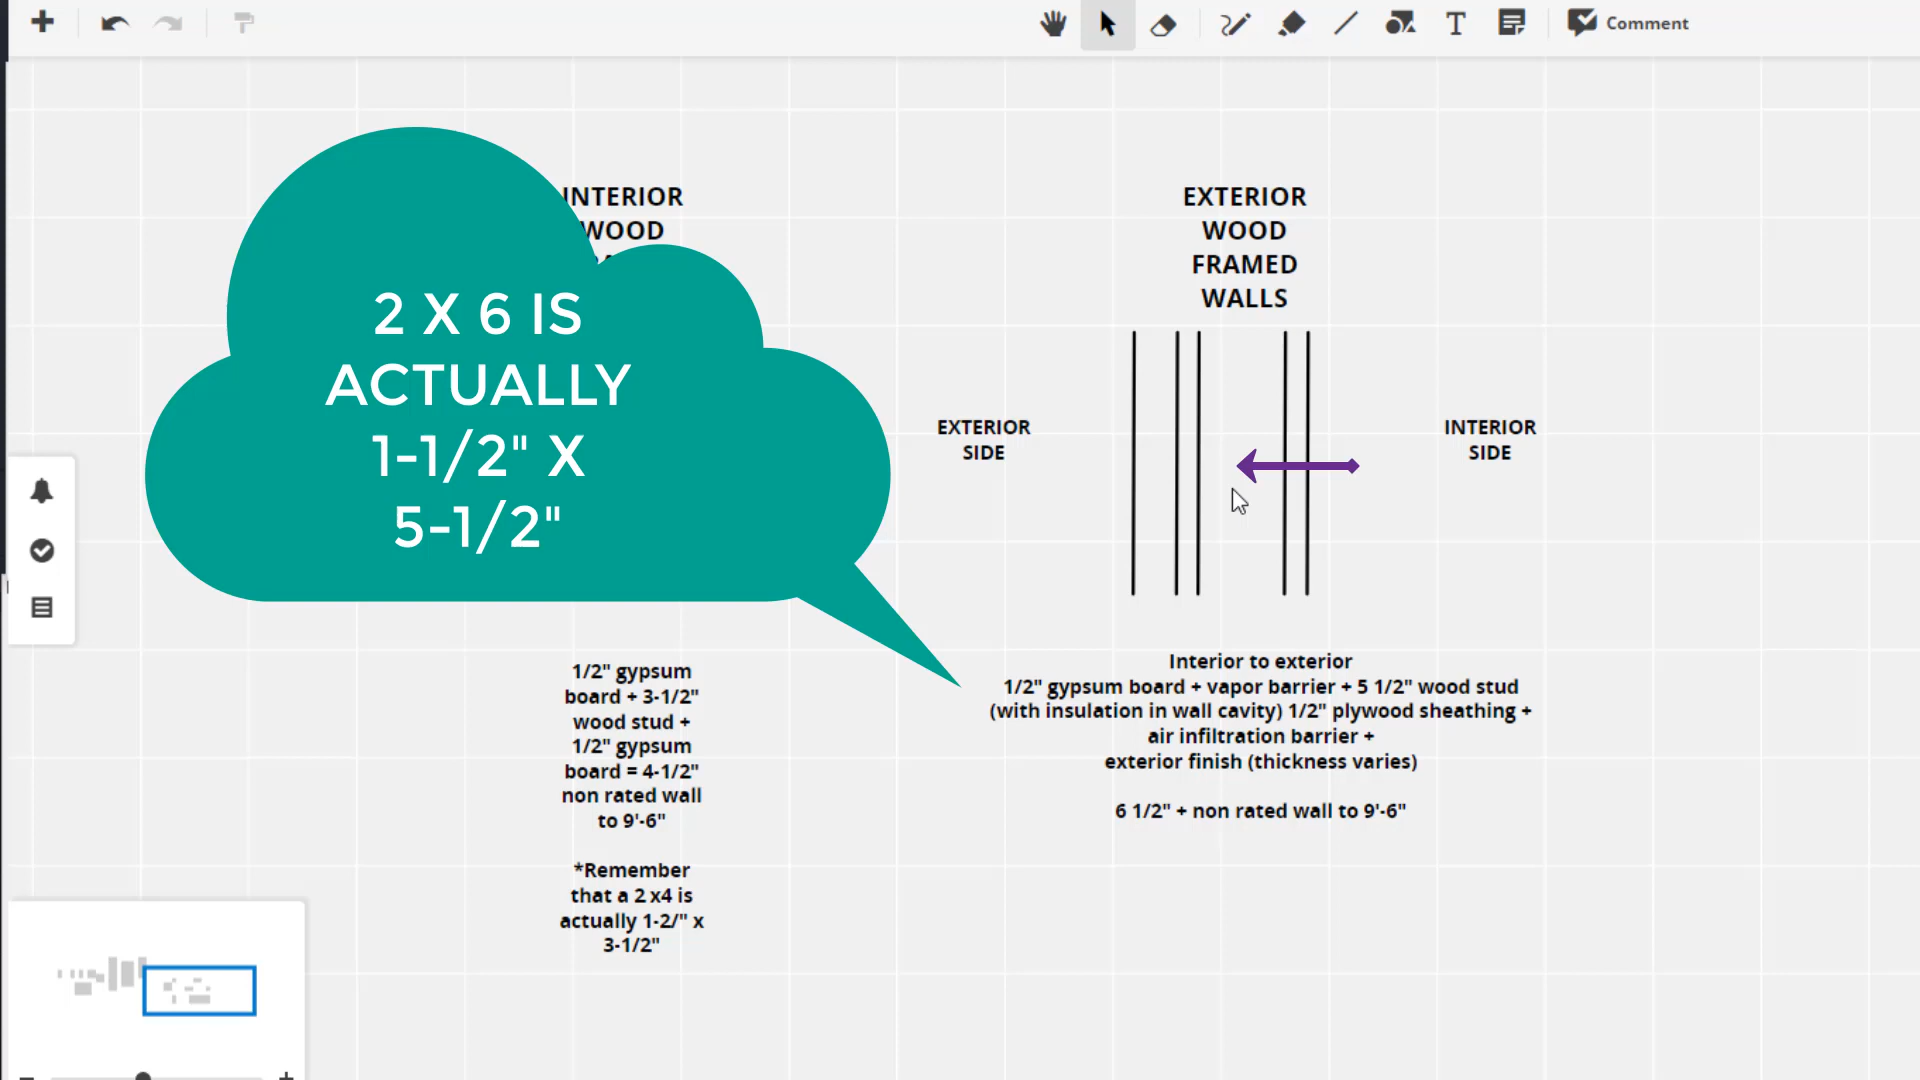 Comment
INTERIOR
WOOD
2 X 6 IS
ACTUALLY
1-1/2" X
5-1/2"
EXTERIOR
WOOD
FRAMED
WALLS
EXTERIOR
SIDE
INTERIOR
SIDE
1/2" gypsum
board + 3-1/2"
wood stud +
1/2" gypsum
board = 4-1/2"
non rated wall
to 9'-6"
*Remember
that a 2 x4 is
actually 1-2/" x
3-1/2"
Interior to exterior
1/2" gypsum board + vapor barrier + 5 1/2" wood stud
(with insulation in wall cavity) 1/2" plywood sheathing +
air infiltration barrier +
exterior finish (thickness varies)
6 1/2" + non rated wall to 9'-6"